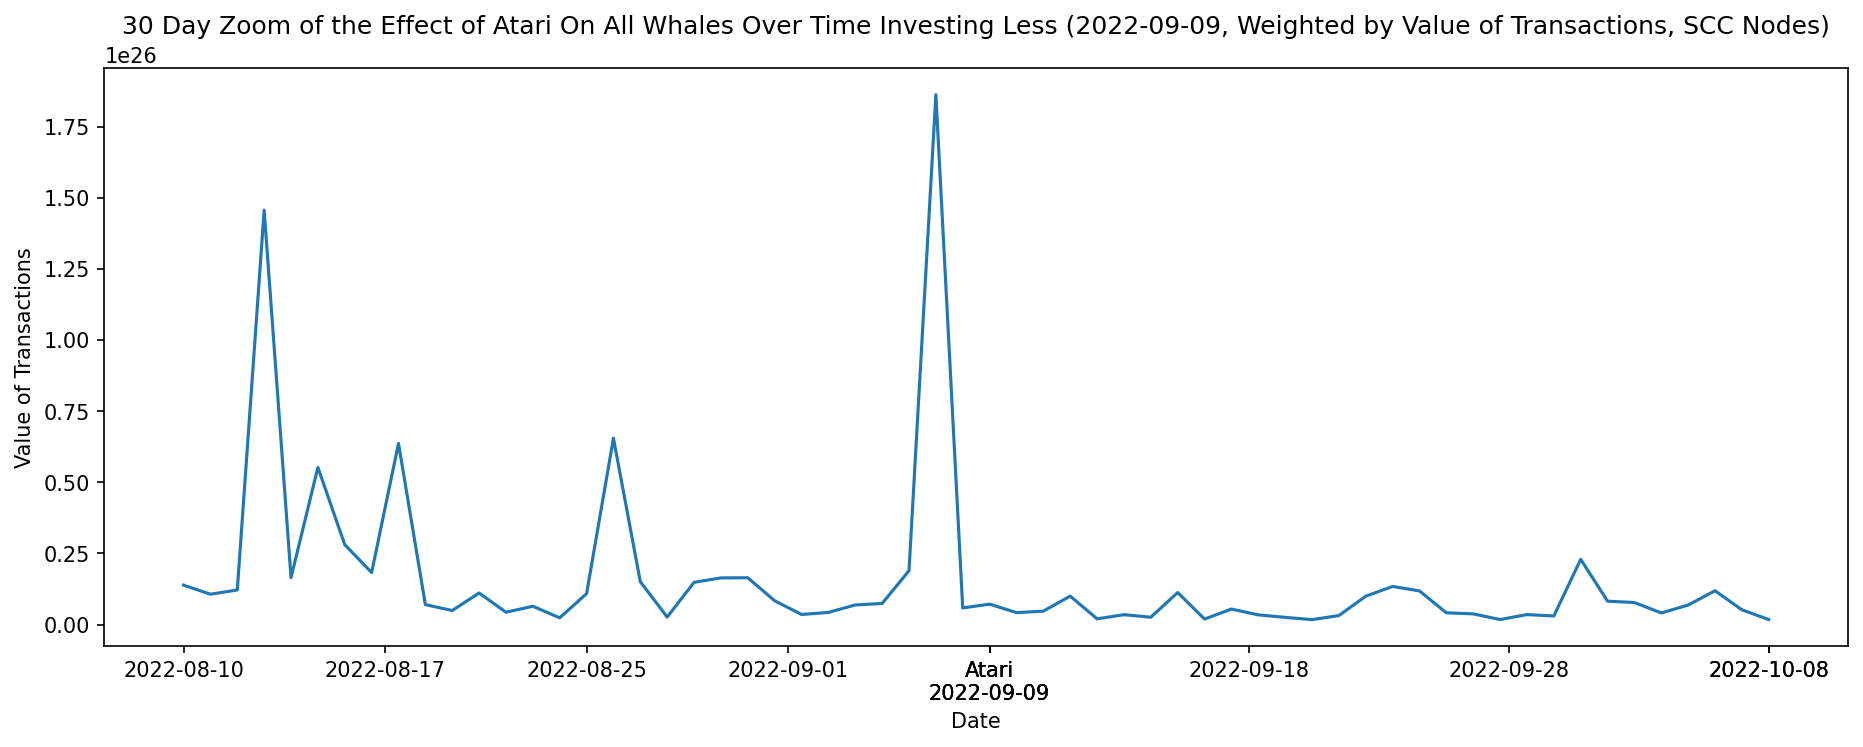 30 Day Zoom of the Effect of Atari On All Whales Over Time Investing Less (2022-09-09, Weighted by Value of Transactions, SCC Nodes)
1e26
1.75
1.50
1.25
1.00
0.75
0.50
0.25
0.00
Value of Transactions
2022-08-10 2022-08-17 2022-08-25 2022-09-01 Atari 2022-09-18 2022-09-28 2022-10-08
2022-09-09
Date